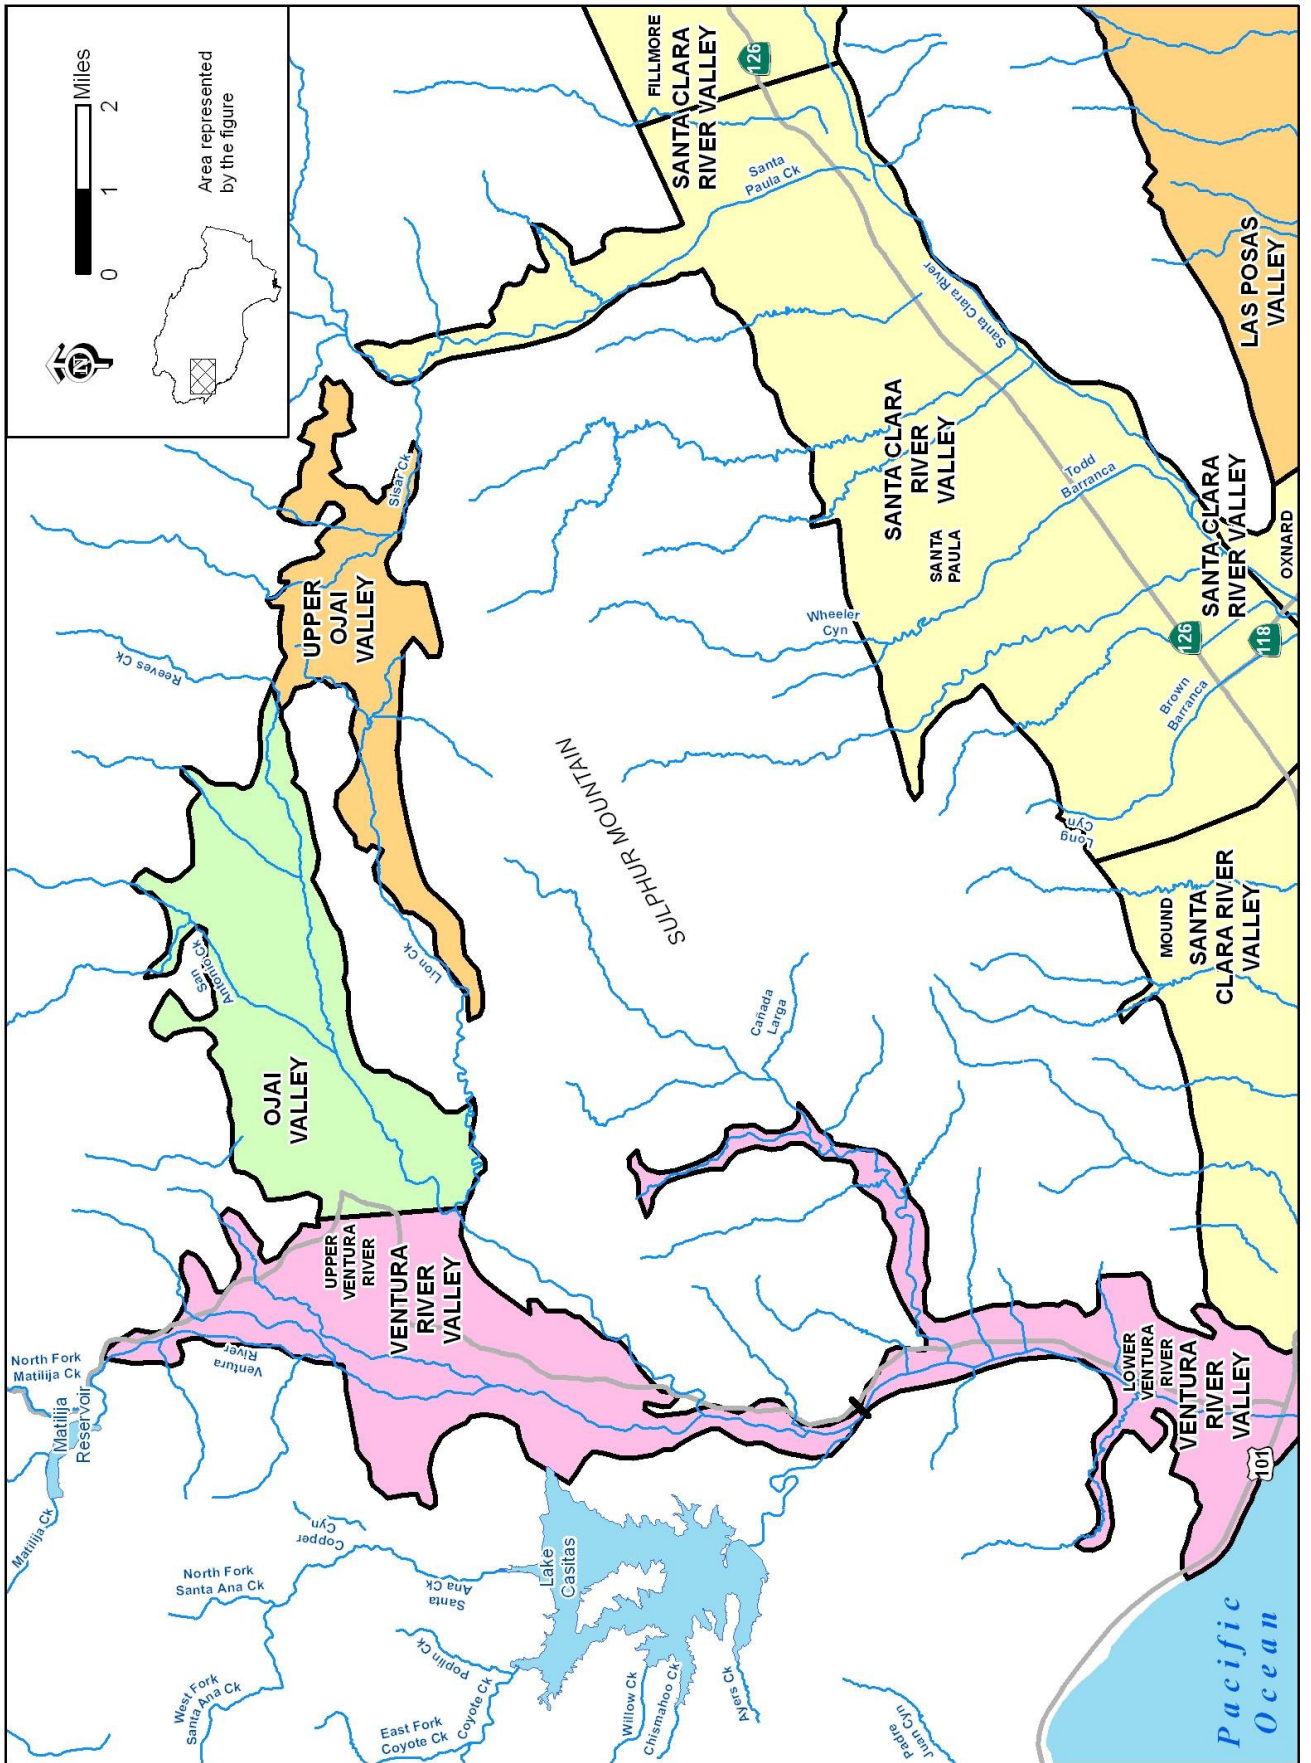 Matilija Ck
North Fork
Matilija Ck
Matilija
Reservoir
N
0
1
2
Miles
Area represented
by the figure
West Fork
Santa Ana Ck
North Fork
Santa Ana Ck
Copper
Cyn
Ventura
River
San
Antonio Ck
Reeves Ck
OJAI
VALLEY
UPPER
OJAI
VALLEY
UPPER
VENTURA
RIVER
VENTURA
RIVER
VALLEY
Lion Ck
Sisar Ck
East Fork
Coyote Ck
Poplin Ck
Coyote Ck
Santa
Ana Ck
Lake
Casitas
SULPHUR MOUNTAIN
Willow Ck
Chismahoo Ck
Ayers Ck
Cañada
Larga
Wheeler
Cyn
Santa
Paula Ck
FILLMORE
SANTA CLARA
RIVER VALLEY
126
Padre
Juan Cyn
SANTA CLARA
RIVER
VALLEY
SANTA
PAULA
Santa Clara River
Long
Cyn
Todd
Barranca
LOWER
VENTURA
RIVER
VENTURA
RIVER
VALLEY
MOUND
SANTA
CLARA RIVER
VALLEY
Brown
Barranca
126
118
SANTA CLARA
RIVER VALLEY
OXNARD
LAS POSAS
VALLEY
101
Pacific
Ocean